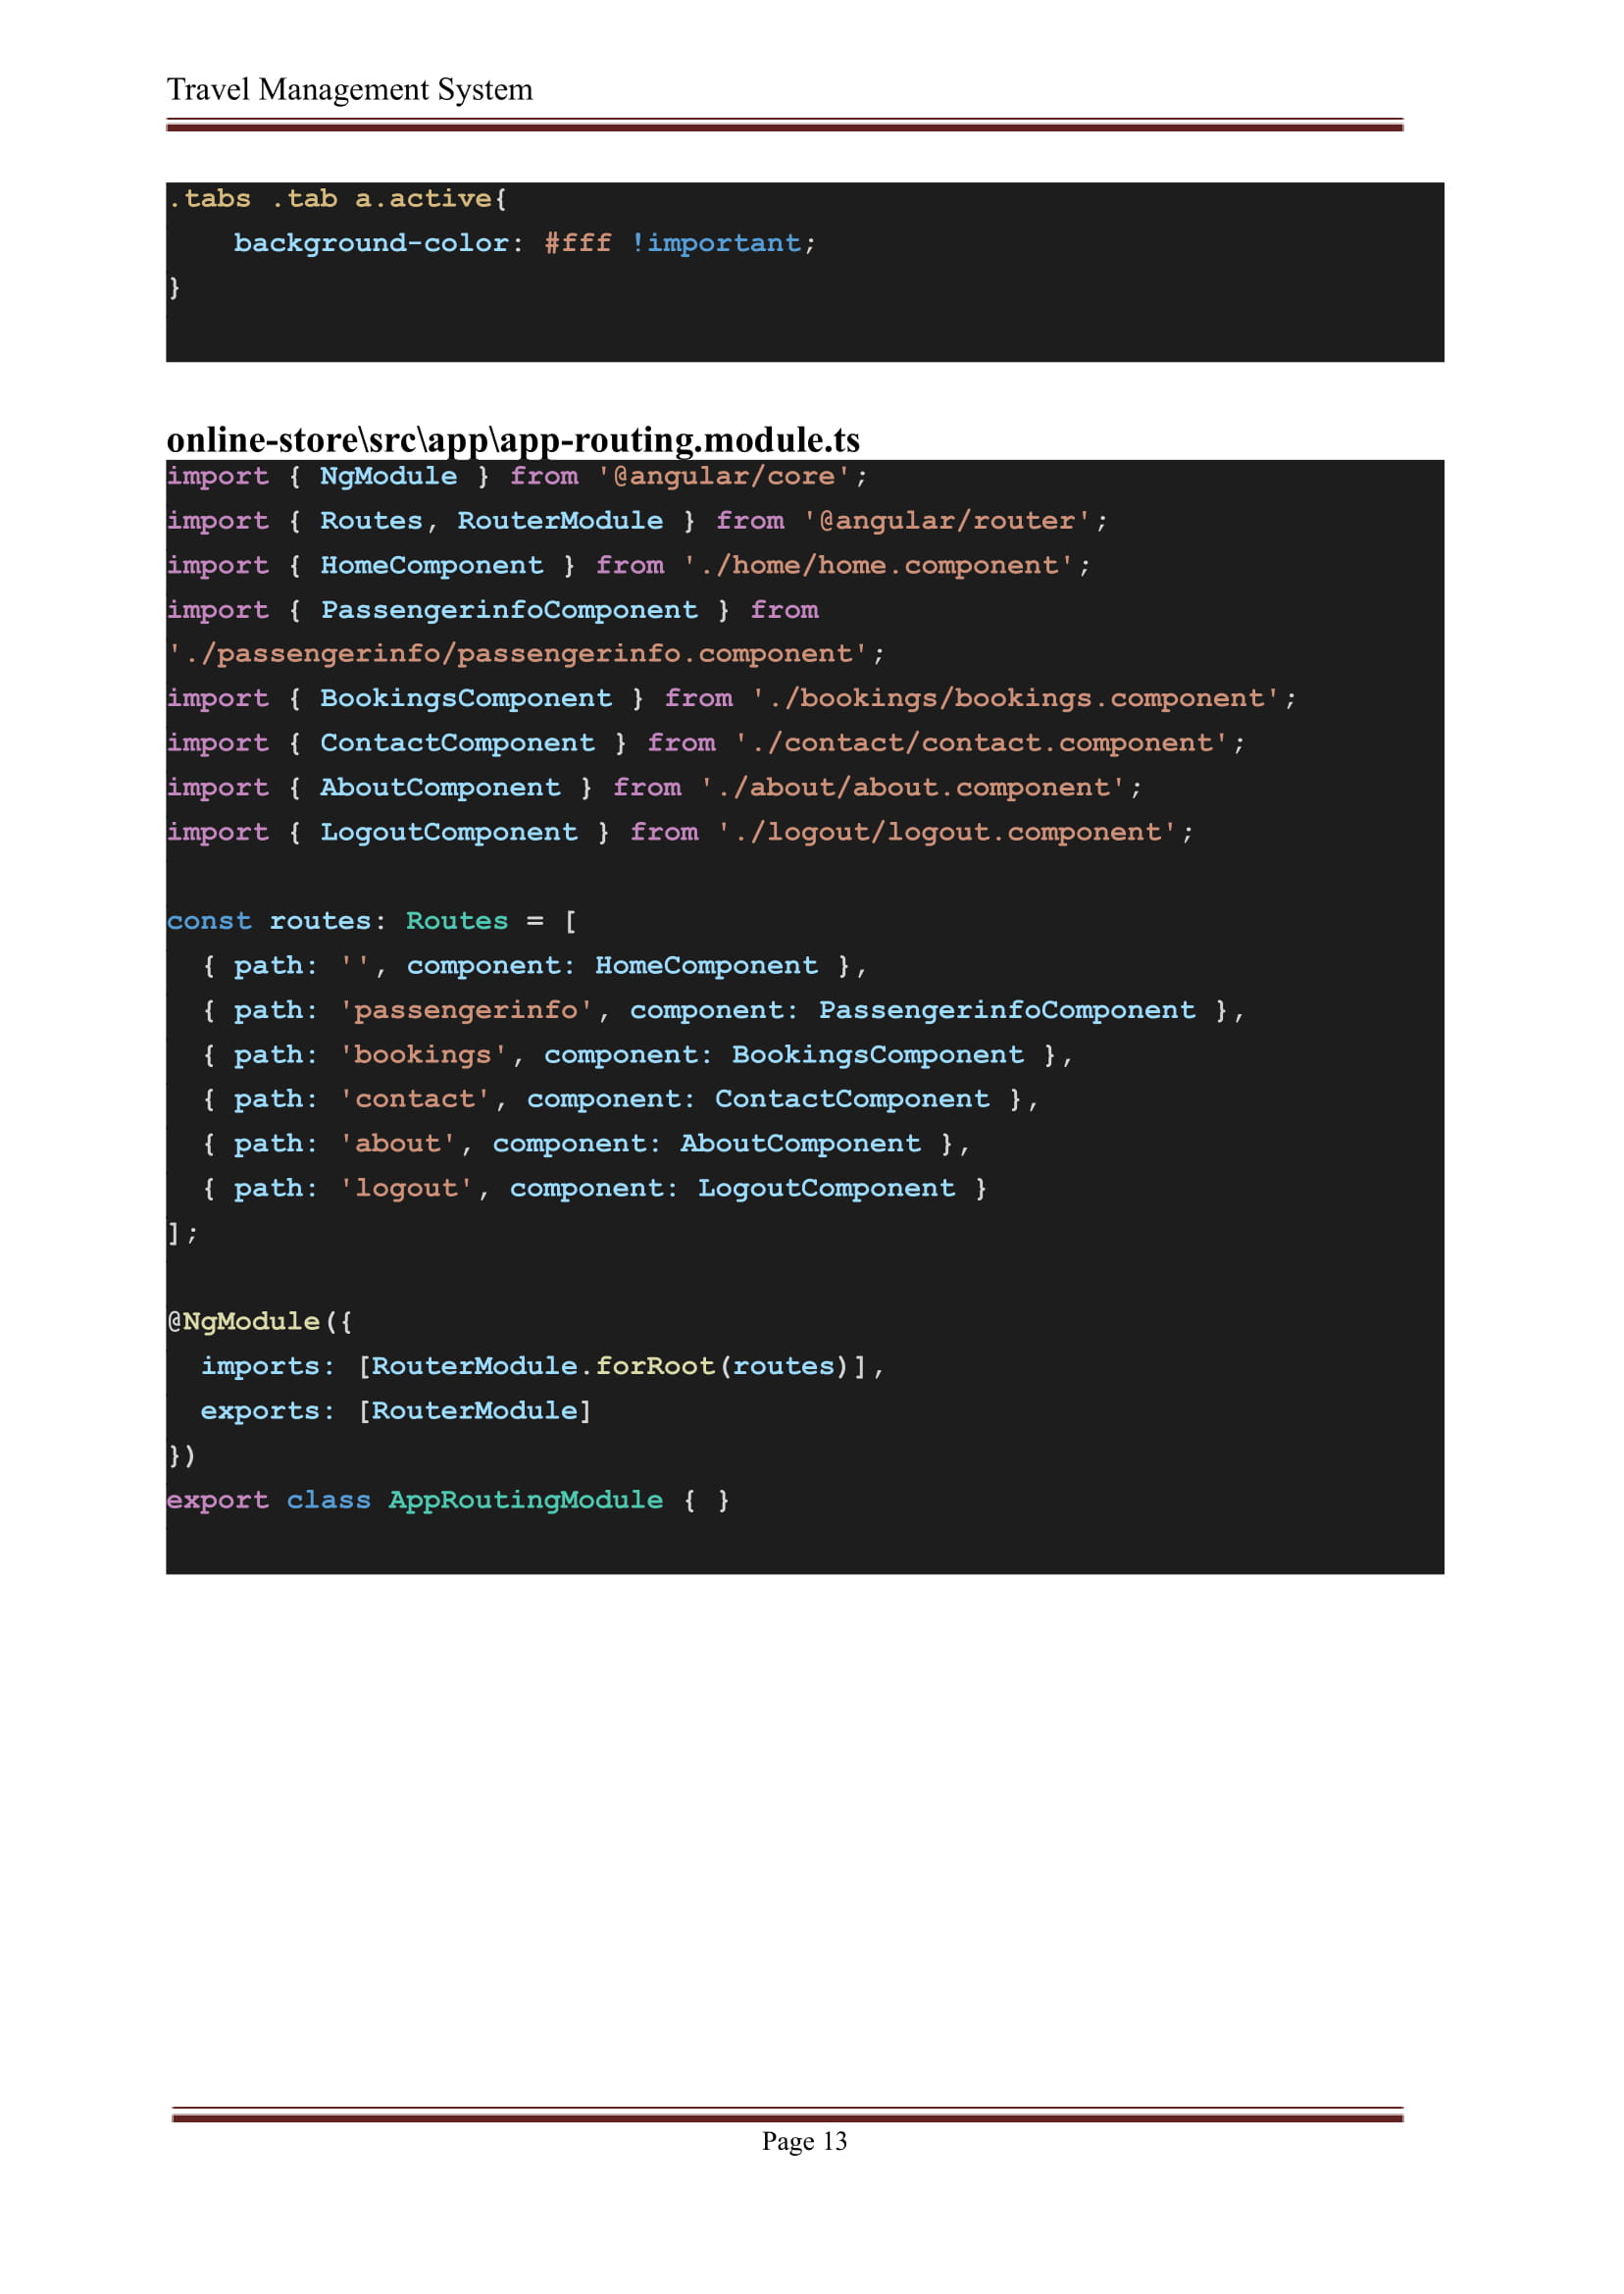 Travel Management System
.tabs .tab a.active{
    background-color: #fff !important;
}
online-store\src\app\app-routing.module.ts
import { NgModule } from '@angular/core';
import { Routes, RouterModule } from '@angular/router';
import { HomeComponent } from './home/home.component';
import { PassengerinfoComponent } from
'./passengerinfo/passengerinfo.component';
import { BookingsComponent } from './bookings/bookings.component';
import { ContactComponent } from './contact/contact.component';
import { AboutComponent } from './about/about.component';
import { LogoutComponent } from './logout/logout.component';
const routes: Routes = [
  { path: '', component: HomeComponent },
  { path: 'passengerinfo', component: PassengerinfoComponent },
  { path: 'bookings', component: BookingsComponent },
  { path: 'contact', component: ContactComponent },
  { path: 'about', component: AboutComponent },
  { path: 'logout', component: LogoutComponent }
];
@NgModule({
  imports: [RouterModule.forRoot(routes)],
  exports: [RouterModule]
})
export class AppRoutingModule { }
Page 13